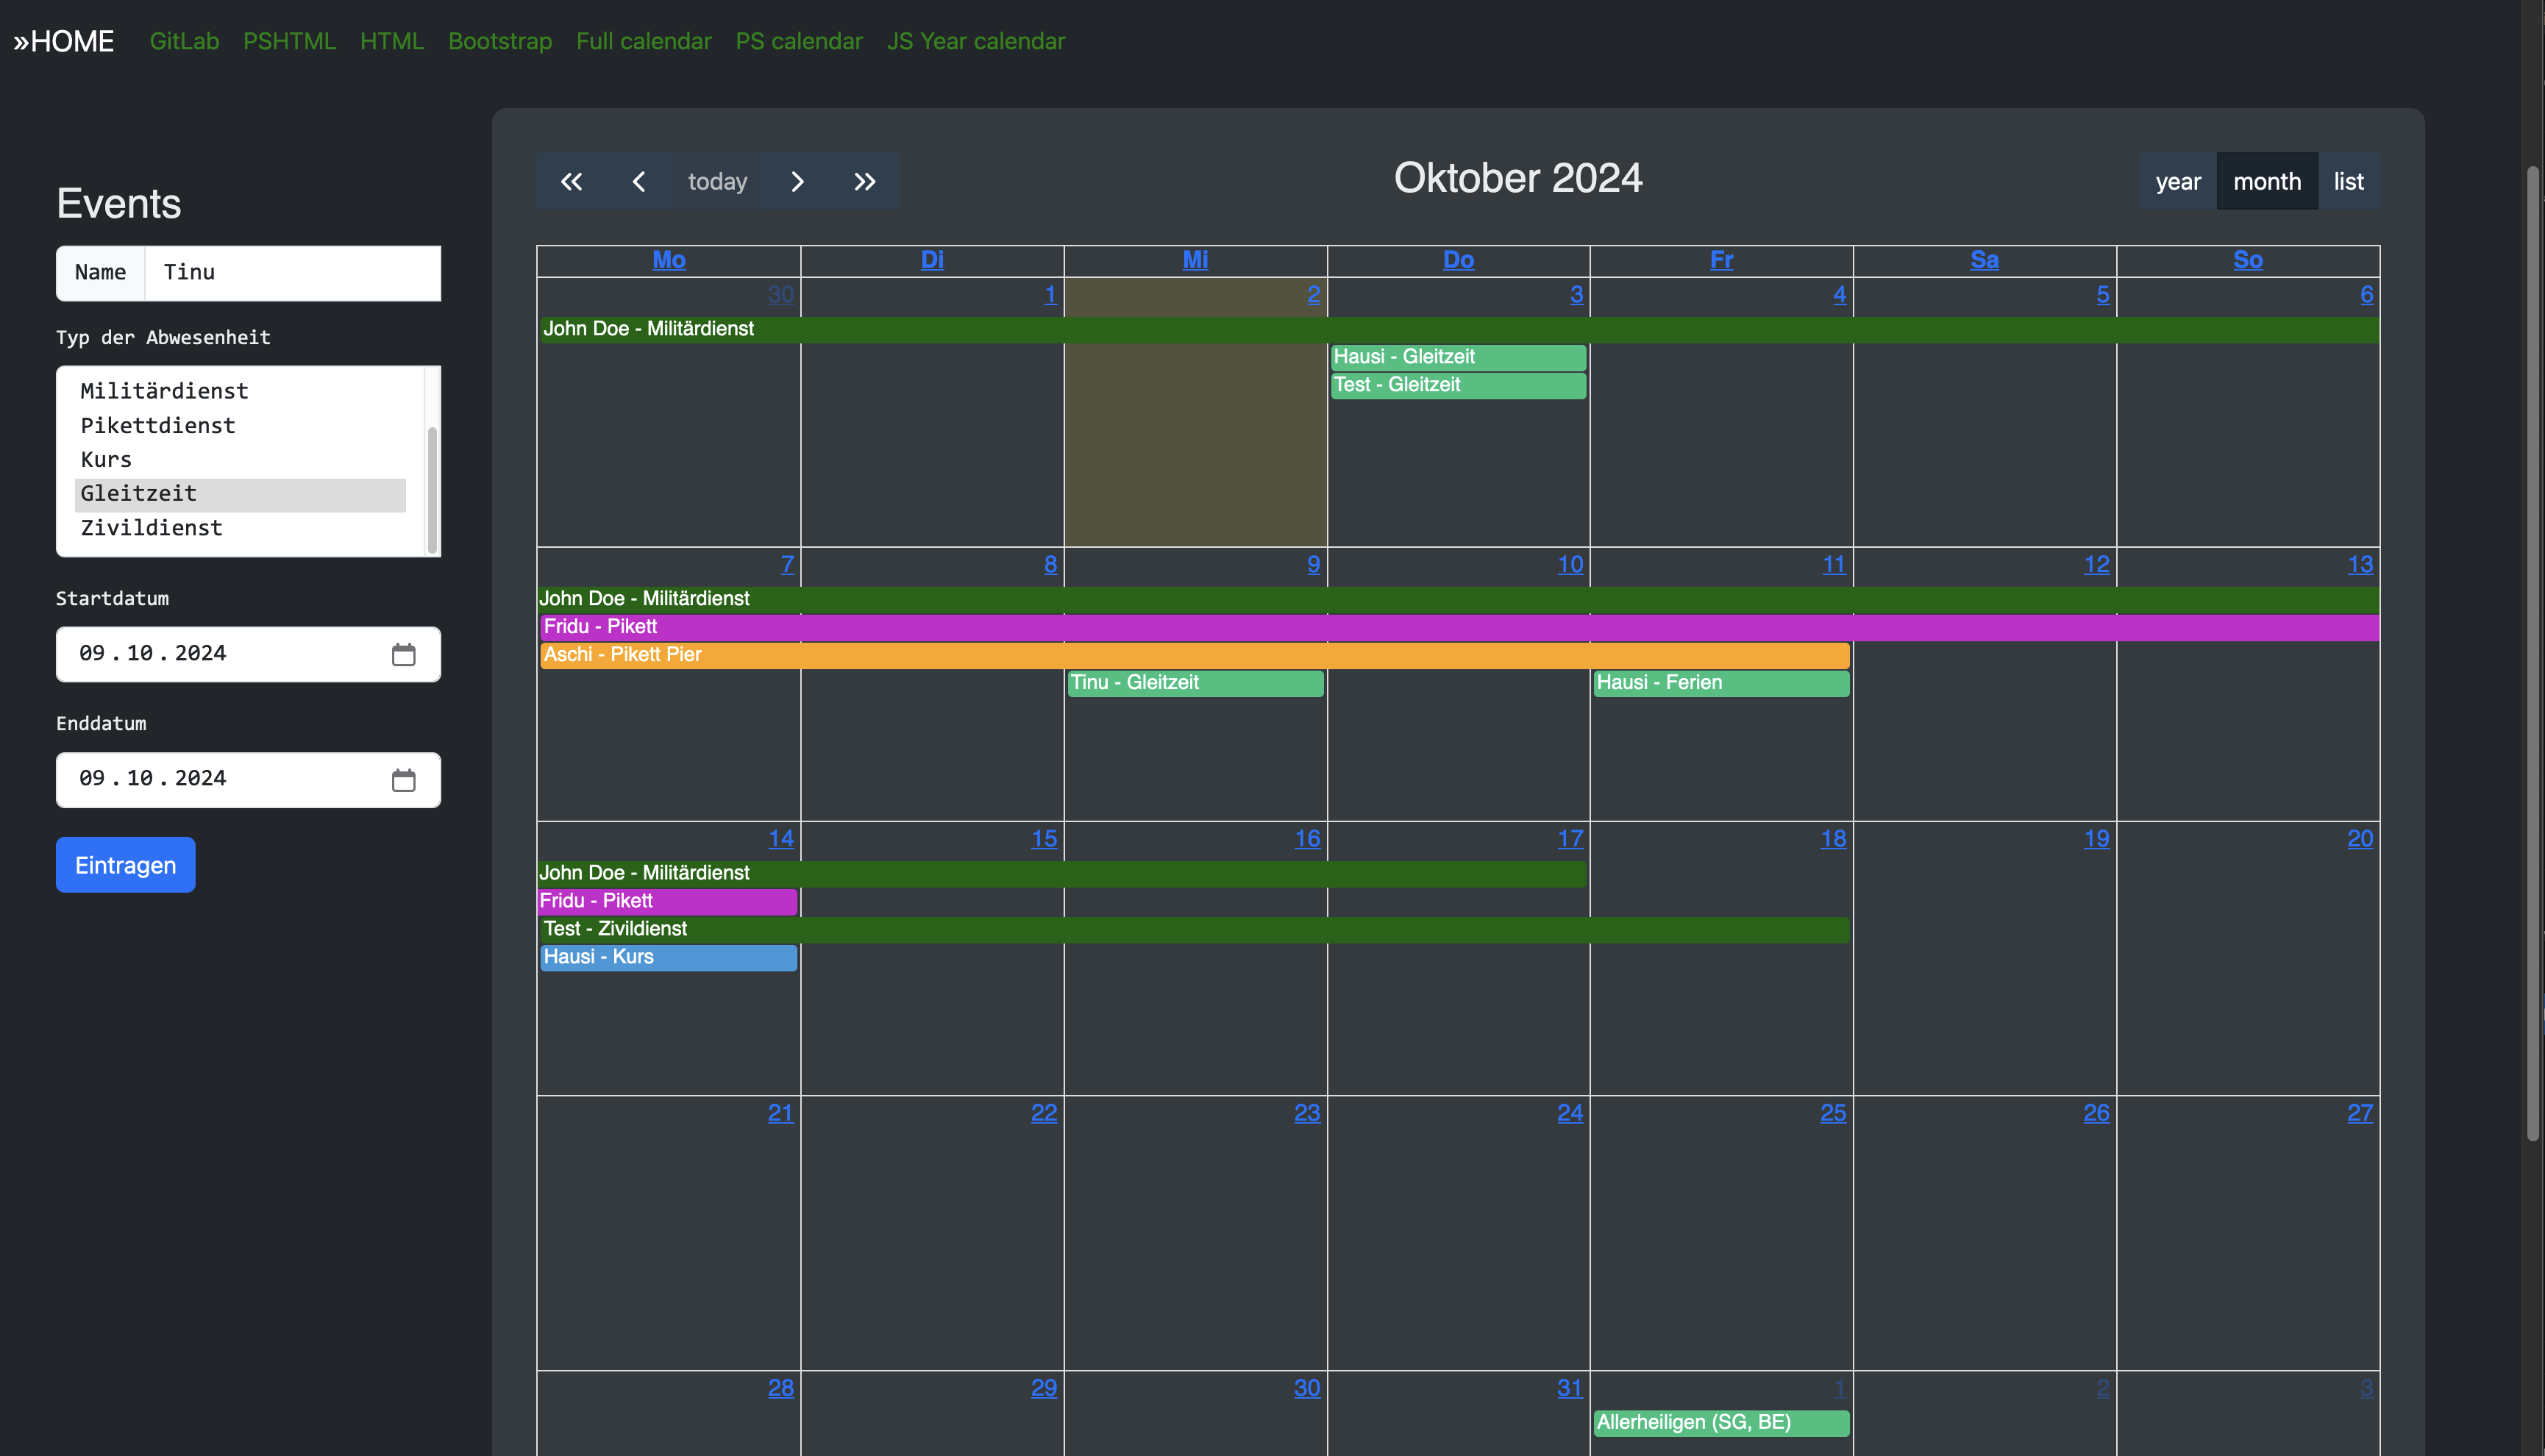 »HOME GitLab PSHTML HTML Bootstrap Full calendar PS calendar JS Year calendar
Events
Name Tinu
Typ der Abwesenheit
Militärdienst
Pikettdienst
Kurs
Gleitzeit
Zivildienst
Startdatum
09.10.2024
Enddatum
09.10.2024
Eintragen
« ‹ today › »
Oktober 2024
year month list
Mo Di Mi Do Fr Sa So
30 1 2 3 4 5 6
John Doe - Militärdienst
Hausi - Gleitzeit
Test - Gleitzeit
7 8 9 10 11 12 13
John Doe - Militärdienst
Fridu - Pikett
Aschi - Pikett Pier
Tinu - Gleitzeit Hausi - Ferien
14 15 16 17 18 19 20
John Doe - Militärdienst
Fridu - Pikett
Test - Zivildienst
Hausi - Kurs
21 22 23 24 25 26 27
28 29 30 31 1 2 3
Allerheiligen (SG, BE)